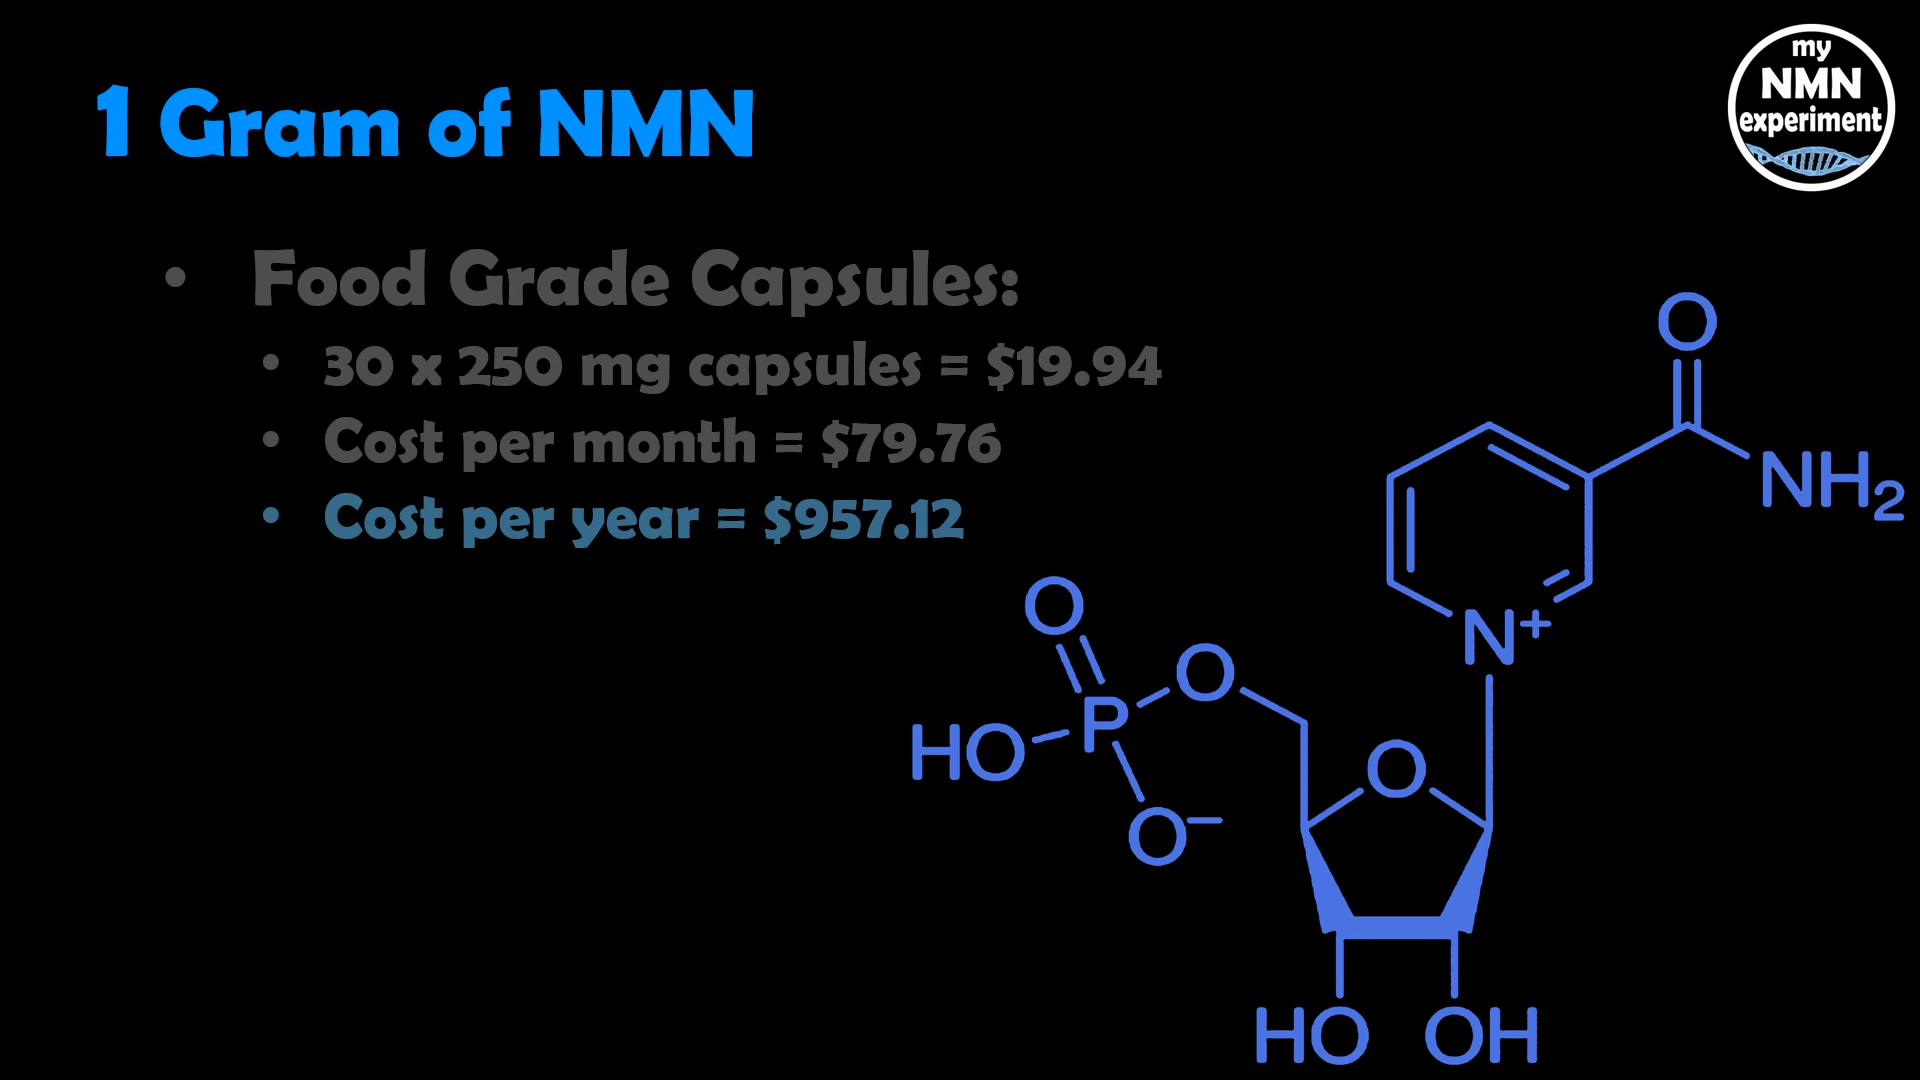 my
NMN
experiment
1 Gram of NMN
• Food Grade Capsules:
• 30 x 250 mg capsules = $19.94
• Cost per month = $79.76
• Cost per year = $957.12
O
NH₂
N⁺
O
O
P
HO
O
O⁻
HO
OH